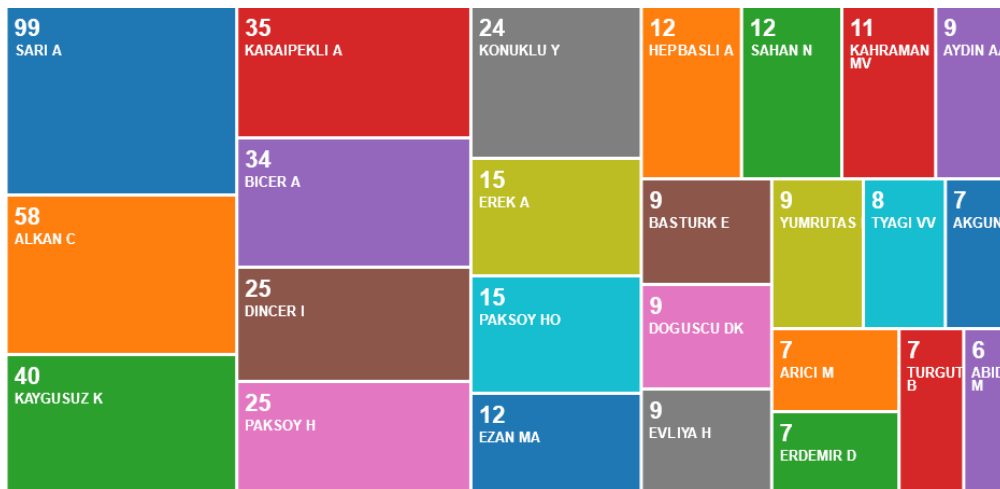 99
SARI A
58
ALKAN C
40
KAYGUSUZ K
35
KARAIPEKLI A
34
BICER A
25
DINCER I
25
PAKSOY H
24
KONUKLU Y
15
EREK A
15
PAKSOY HO
12
EZAN MA
12
HEPBASLI A
12
SAHAN N
11
KAHRAMAN
MV
9
AYDIN
9
BASTURK E
9
YUMRUTAS
8
TYAGI VV
7
AKGUN
9
DOGUSCU DK
9
EVLIYA H
7
ARICI M
7
ERDEMIR D
7
TURGUT
B
6
ABID
M